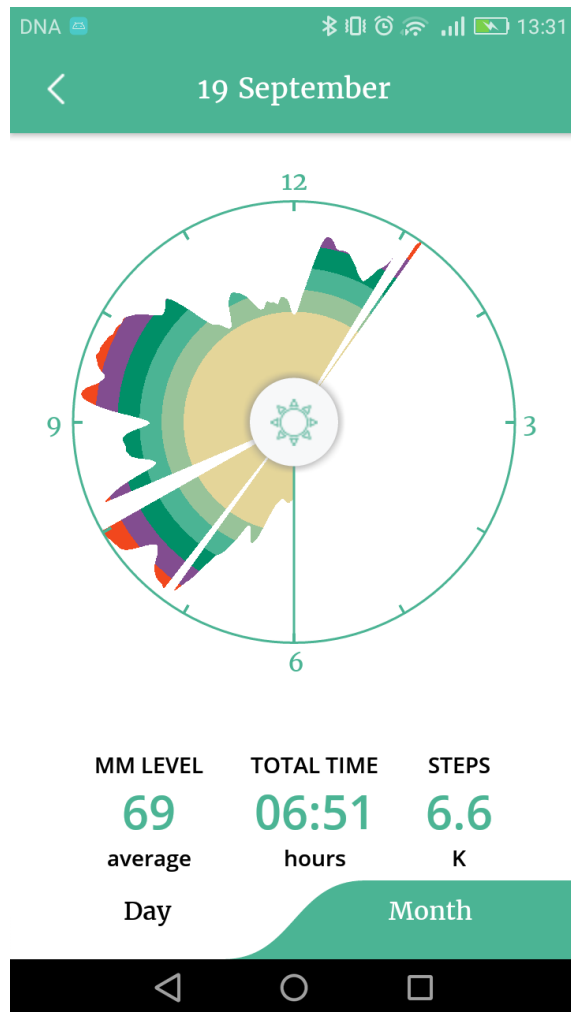 DNA 13:31
19 September
12
9 3
6
MM LEVEL TOTAL TIME STEPS
69 06:51 6.6
average hours K
Day Month